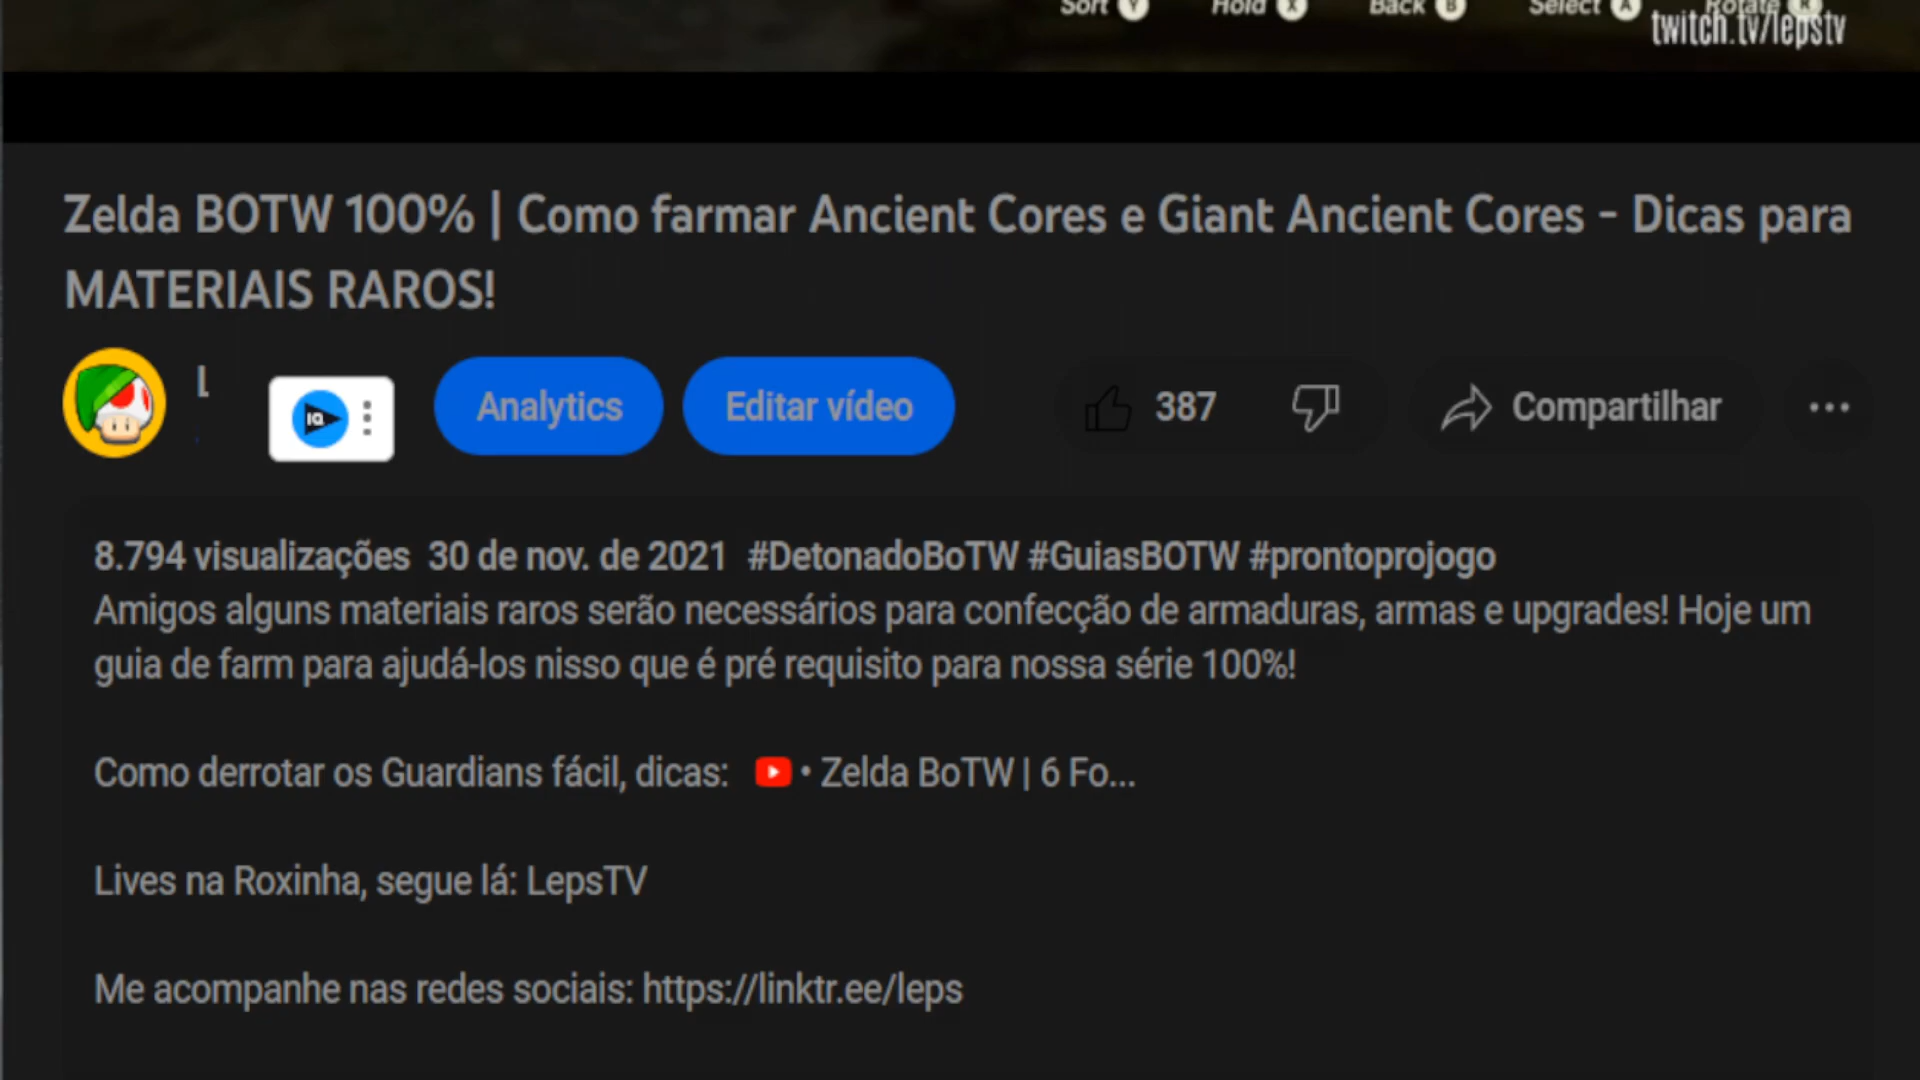 Sort Y Hold X Back B Select A Rotate R
twitch.tv/lepstv
Zelda BOTW 100% | Como farmar Ancient Cores e Giant Ancient Cores - Dicas para
MATERIAIS RAROS!
L
IQ
Analytics
Editar vídeo
387
Compartilhar
8.794 visualizações 30 de nov. de 2021 #DetonadoBoTW #GuiasBOTW #prontoprojogo
Amigos alguns materiais raros serão necessários para confecção de armaduras, armas e upgrades! Hoje um
guia de farm para ajudá-los nisso que é pré requisito para nossa série 100%!
Como derrotar os Guardians fácil, dicas: • Zelda BoTW | 6 Fo...
Lives na Roxinha, segue lá: LepsTV
Me acompanhe nas redes sociais: https://linktr.ee/leps